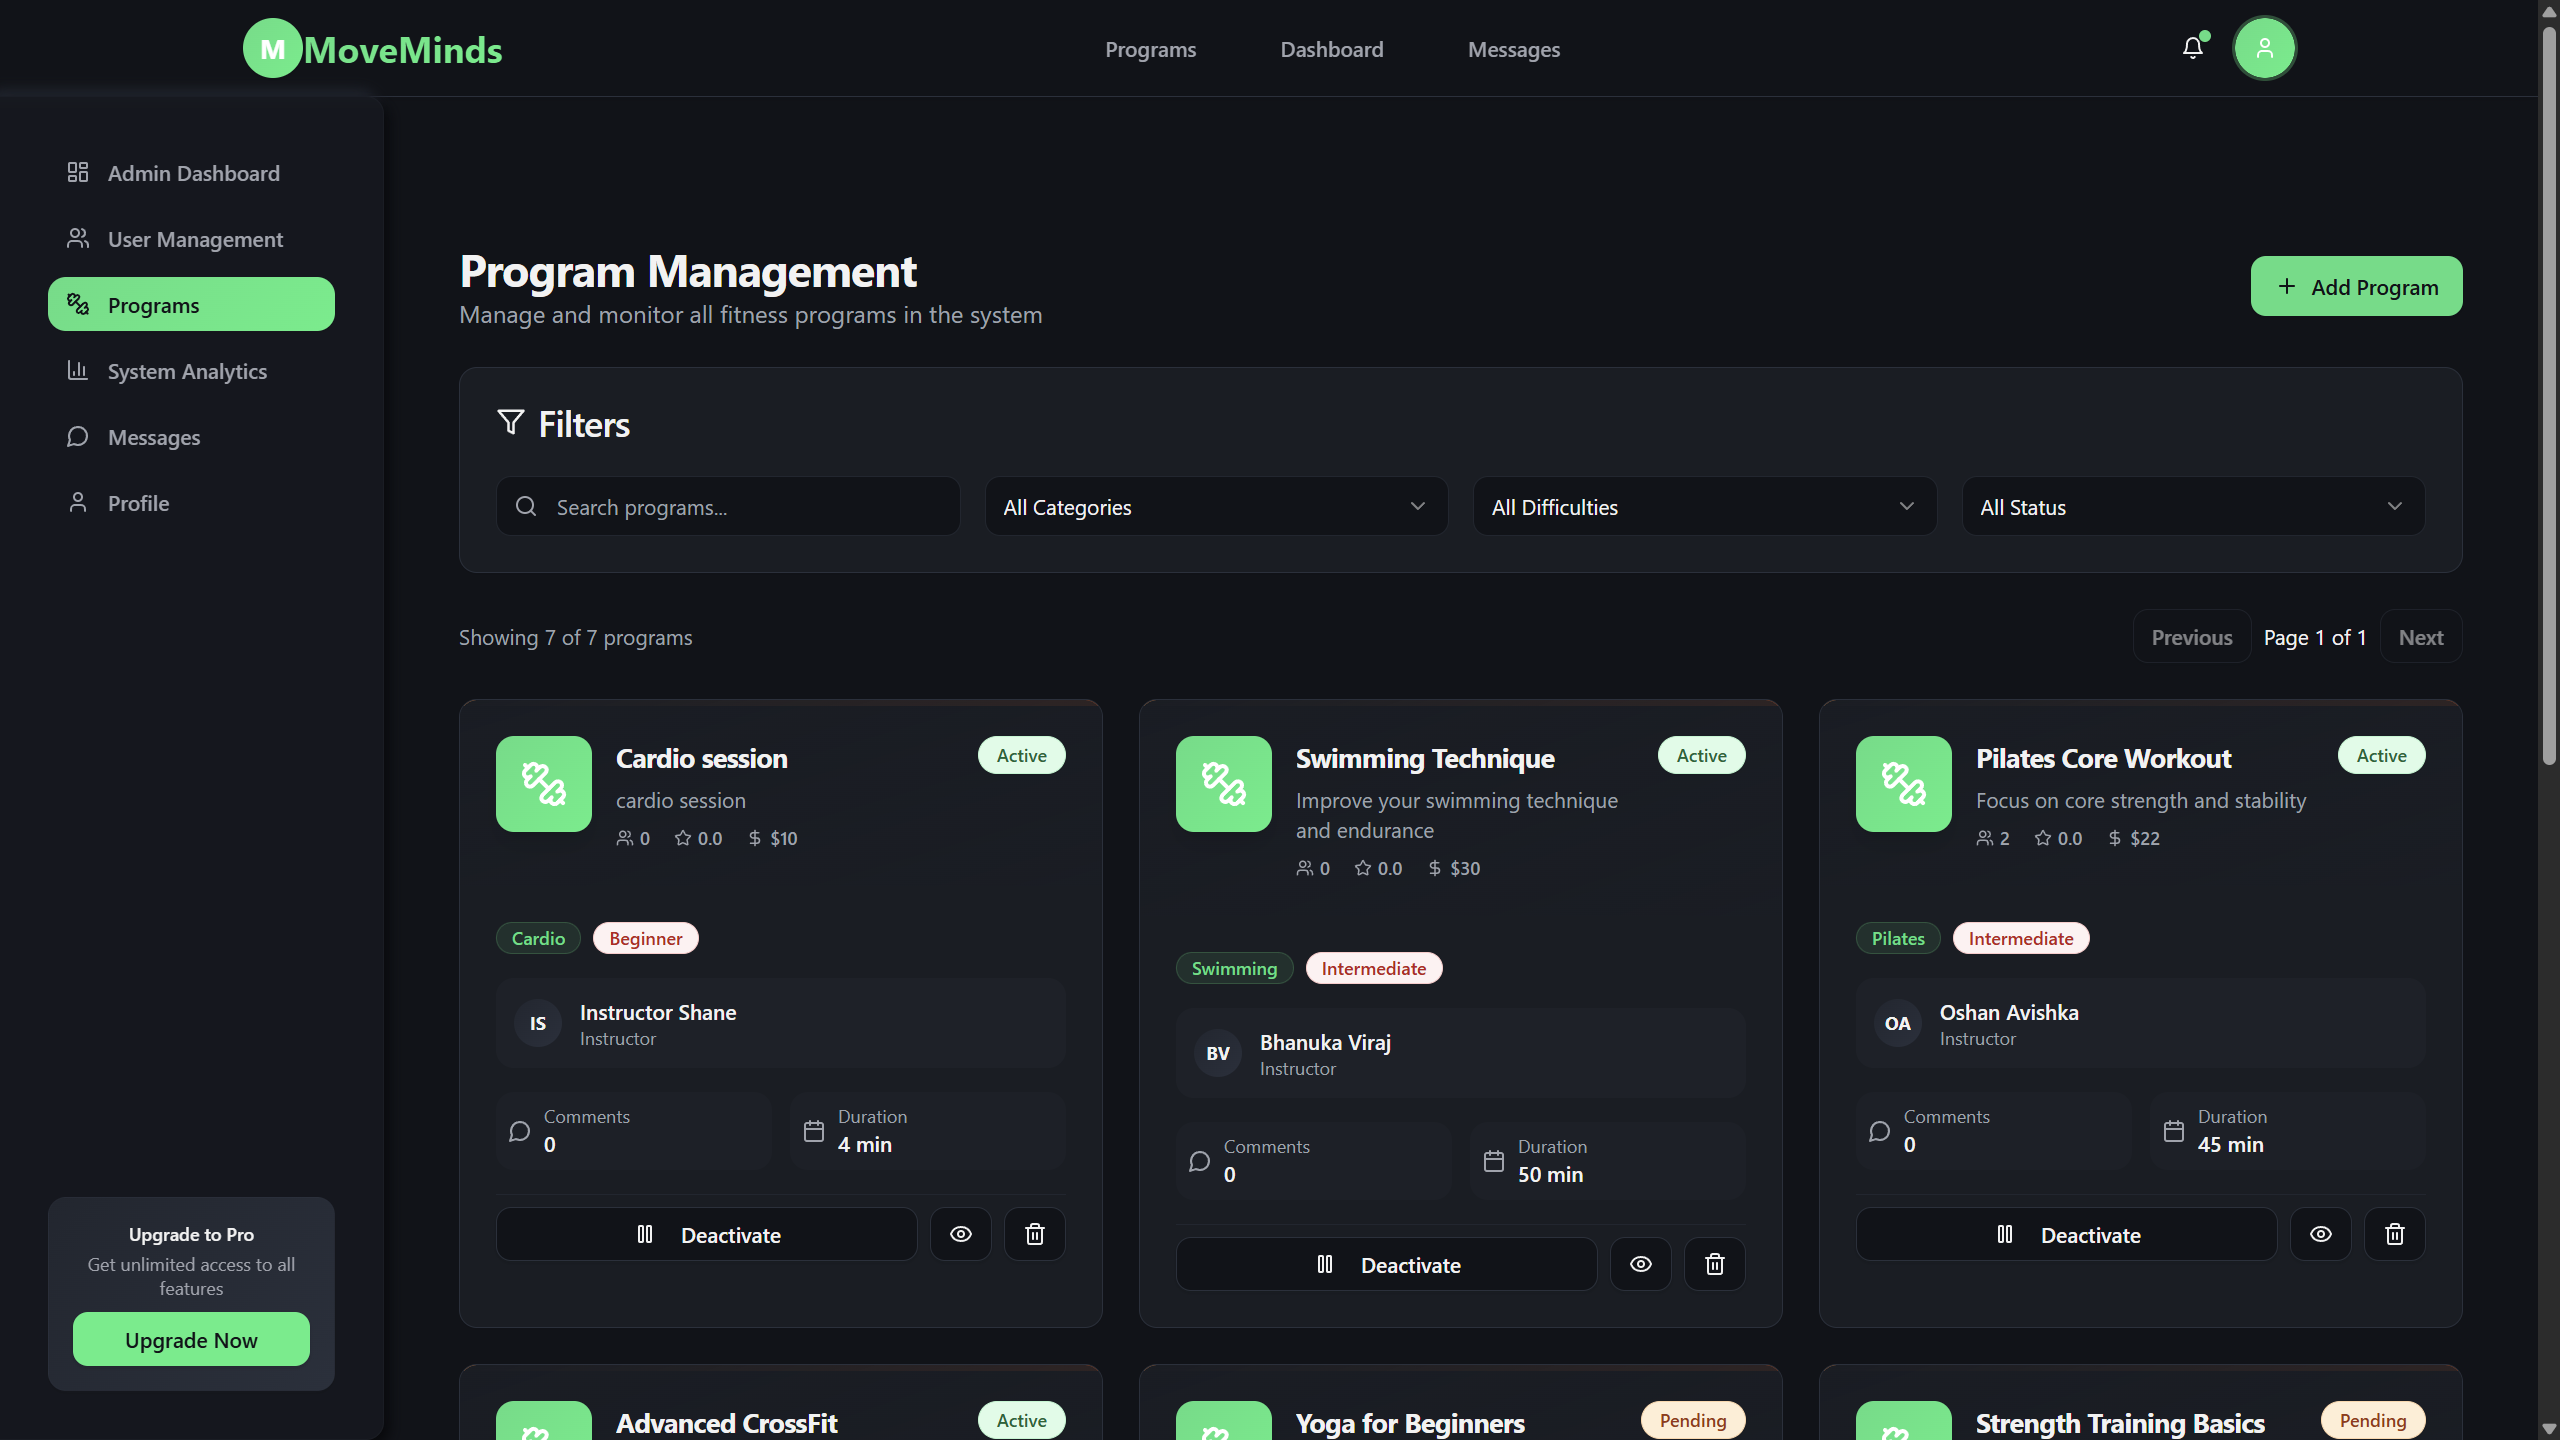 M MoveMinds
Programs
Dashboard
Messages
Admin Dashboard
User Management
Programs
System Analytics
Messages
Profile
Upgrade to Pro
Get unlimited access to all
features
Upgrade Now
Program Management
Manage and monitor all fitness programs in the system
Add Program
Filters
Search programs...
All Categories
All Difficulties
All Status
Showing 7 of 7 programs
Previous
Page 1 of 1
Next
Cardio session
Active
cardio session
0 0.0 $ $10
Cardio
Beginner
IS
Instructor Shane
Instructor
Comments
0
Duration
4 min
Deactivate
Swimming Technique
Active
Improve your swimming technique
and endurance
0 0.0 $ $30
Swimming
Intermediate
BV
Bhanuka Viraj
Instructor
Comments
0
Duration
50 min
Deactivate
Pilates Core Workout
Active
Focus on core strength and stability
2 0.0 $ $22
Pilates
Intermediate
OA
Oshan Avishka
Instructor
Comments
0
Duration
45 min
Deactivate
Advanced CrossFit
Active
Yoga for Beginners
Pending
Strength Training Basics
Pending